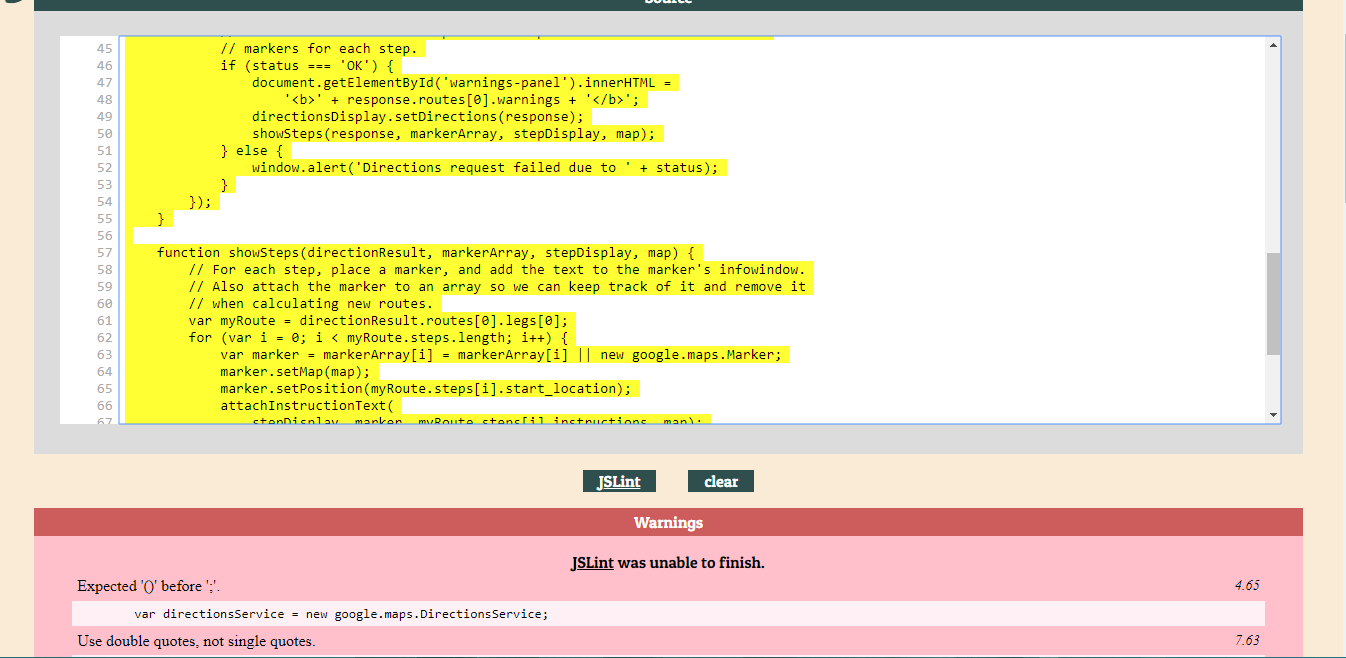 Source
45 // markers for each step.
46 if (status === 'OK') {
47 document.getElementById('warnings-panel').innerHTML =
48 '<b>' + response.routes[0].warnings + '</b>';
49 directionsDisplay.setDirections(response);
50 showSteps(response, markerArray, stepDisplay, map);
51 } else {
52 window.alert('Directions request failed due to ' + status);
53 }
54 });
55 }
56
57 function showSteps(directionResult, markerArray, stepDisplay, map) {
58 // For each step, place a marker, and add the text to the marker's infowindow.
59 // Also attach the marker to an array so we can keep track of it and remove it
60 // when calculating new routes.
61 var myRoute = directionResult.routes[0].legs[0];
62 for (var i = 0; i < myRoute.steps.length; i++) {
63 var marker = markerArray[i] = markerArray[i] || new google.maps.Marker;
64 marker.setMap(map);
65 marker.setPosition(myRoute.steps[i].start_location);
66 attachInstructionText(
67 stepDisplay, marker, myRoute.steps[i].instructions, map);
JSLint clear
Warnings
JSLint was unable to finish.
Expected '()' before ';'. 4.65
var directionsService = new google.maps.DirectionsService;
Use double quotes, not single quotes. 7.63